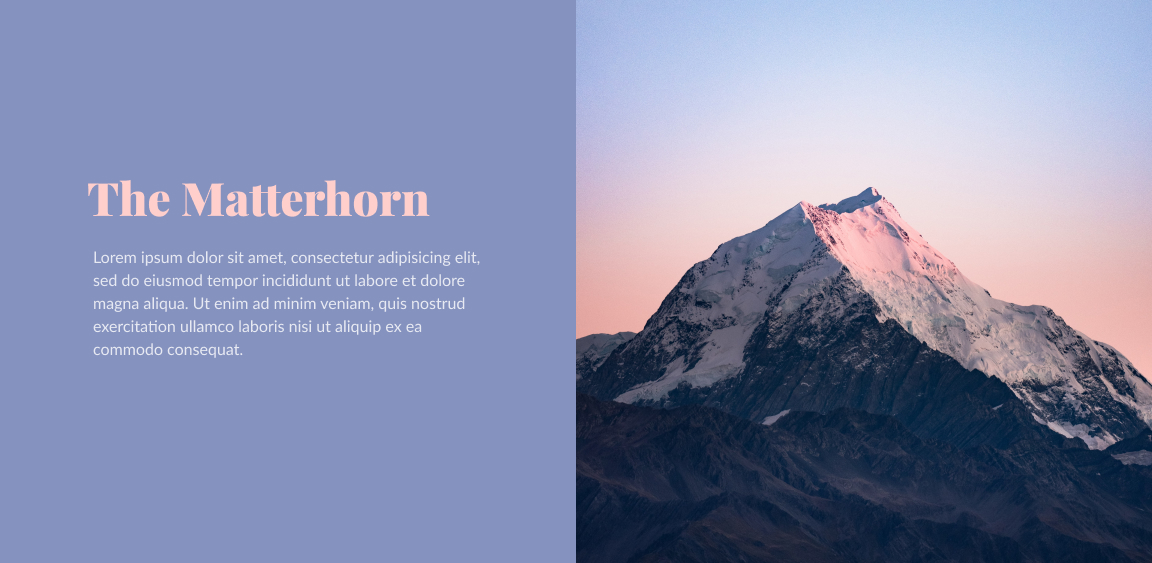 The Matterhorn
Lorem ipsum dolor sit amet, consectetur adipisicing elit,
sed do eiusmod tempor incididunt ut labore et dolore
magna aliqua. Ut enim ad minim veniam, quis nostrud
exercitation ullamco laboris nisi ut aliquip ex ea
commodo consequat.